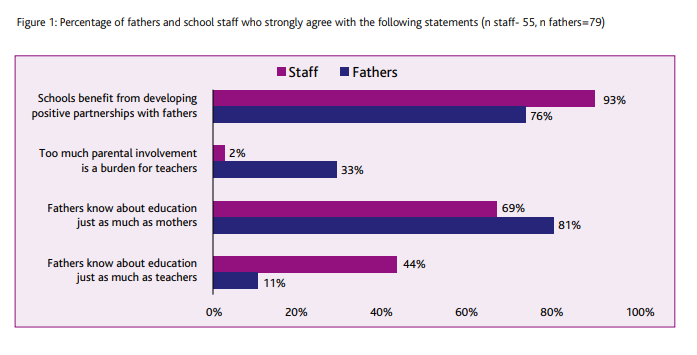 Figure 1: Percentage of fathers and school staff who strongly agree with the following statements (n staff- 55, n fathers=79)
Staff Fathers
Schools benefit from developing
positive partnerships with fathers
93%
76%
Too much parental involvement
is a burden for teachers
2%
33%
Fathers know about education
just as much as mothers
69%
81%
Fathers know about education
just as much as teachers
44%
11%
0% 20% 40% 60% 80% 100%